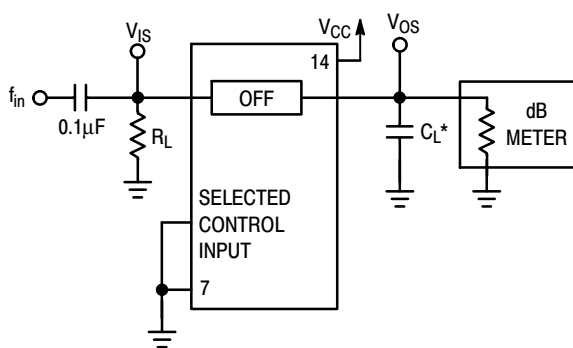 V_IS
V_CC
V_OS
14
f_in
OFF
dB
METER
0.1μF
R_L
C_L*
SELECTED
CONTROL
INPUT
7